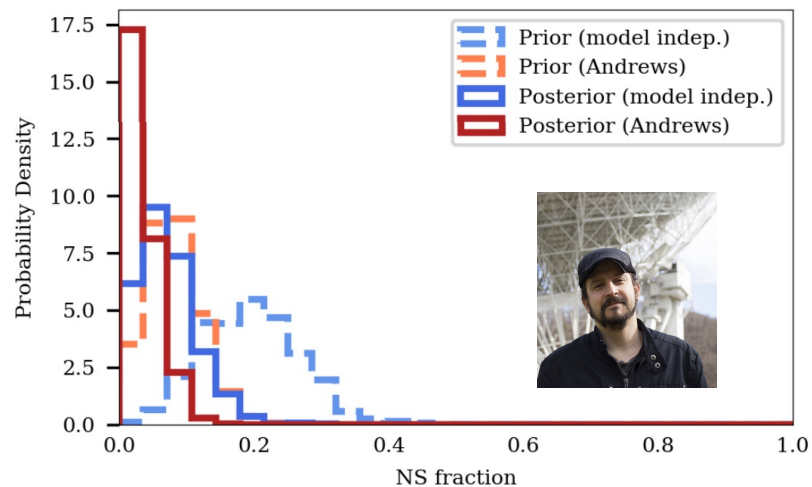 17.5
15.0
12.5
10.0
7.5
5.0
2.5
0.0
Probability Density
Prior (model indep.)
Prior (Andrews)
Posterior (model indep.)
Posterior (Andrews)
0.0 0.2 0.4 0.6 0.8 1.0
NS fraction